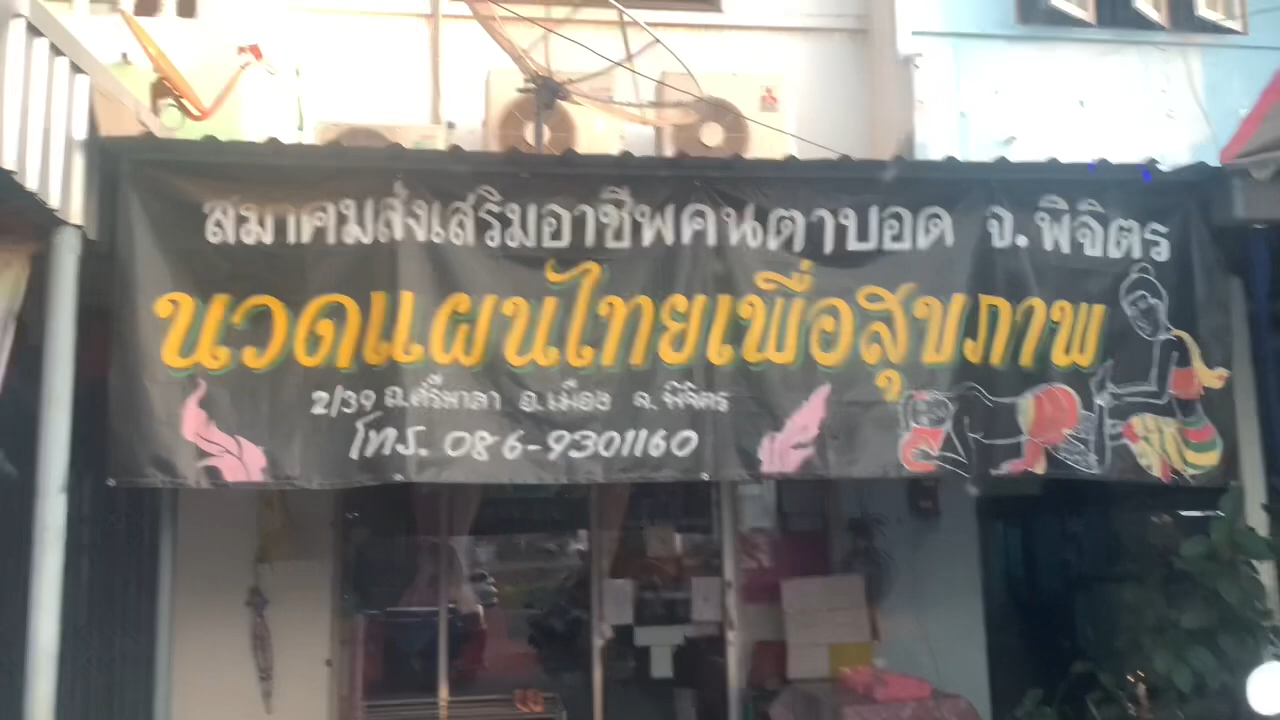 สมาคมส่งเสริมอาชีพคนตาบอด จ.พิจิตร
นวดแผนไทยเพื่อสุขภาพ
2/39 ถ.ศรีมาลา อ.เมือง จ.พิจิตร
โทร. 086-9301160